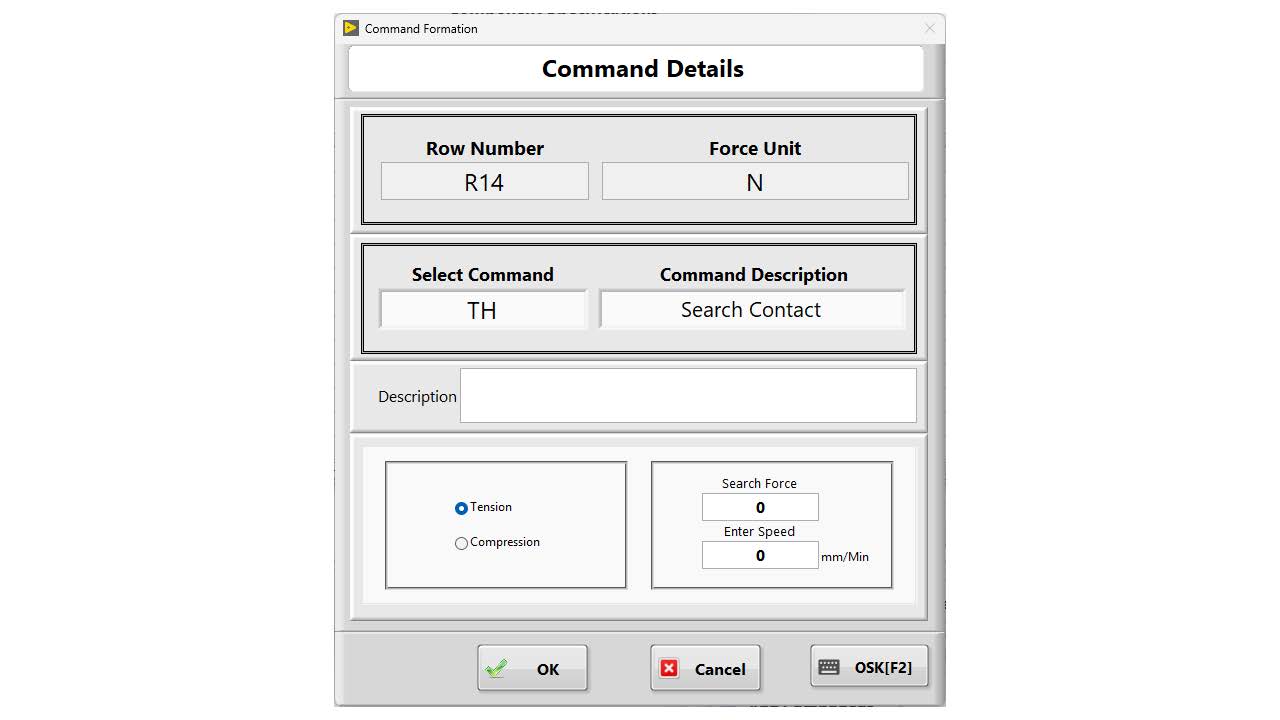 Command Formation
Command Details
Row Number Force Unit
R14 N
Select Command Command Description
TH Search Contact
Description
Search Force
Tension
0
Enter Speed
Compression
0 mm/Min
OK Cancel OSK[F2]